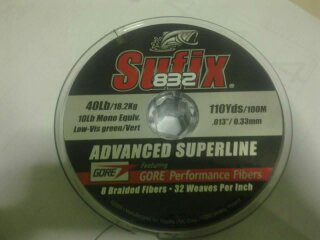 Sufix®
832
40Lb/18.2Kg
10Lb Mono Equiv.
Low-Vis green/Vert
110Yds/100M
.013"/0.33mm
ADVANCED SUPERLINE
GORE
Featuring
GORE Performance Fibers
8 Braided Fibers • 32 Weaves Per Inch